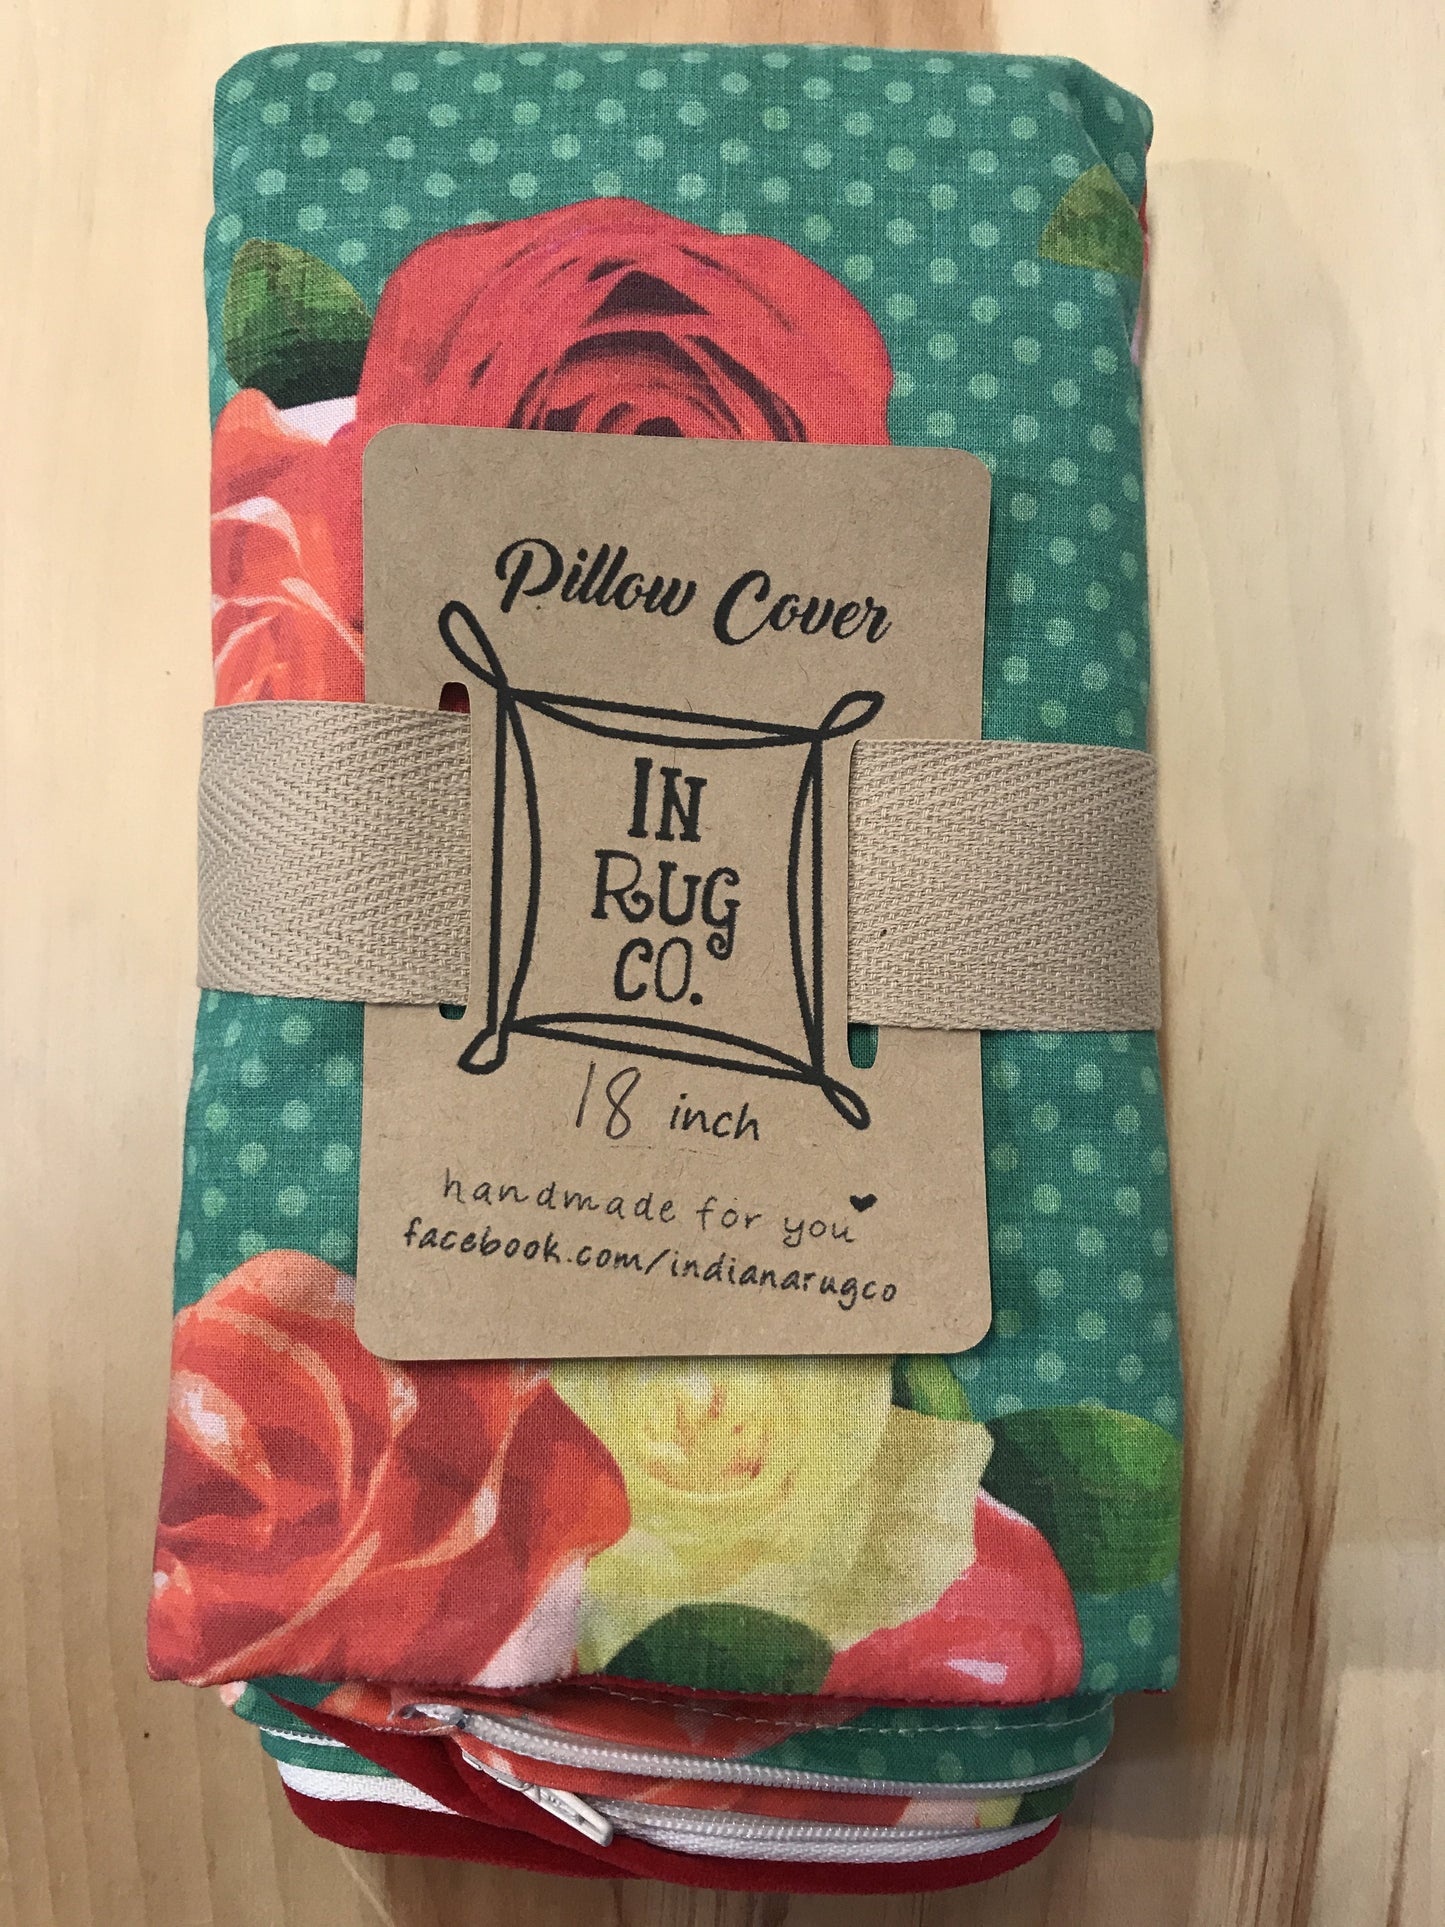 Pillow Cover
IN
RUG
CO.
18 inch
handmade for you
facebook.com/indianarugco